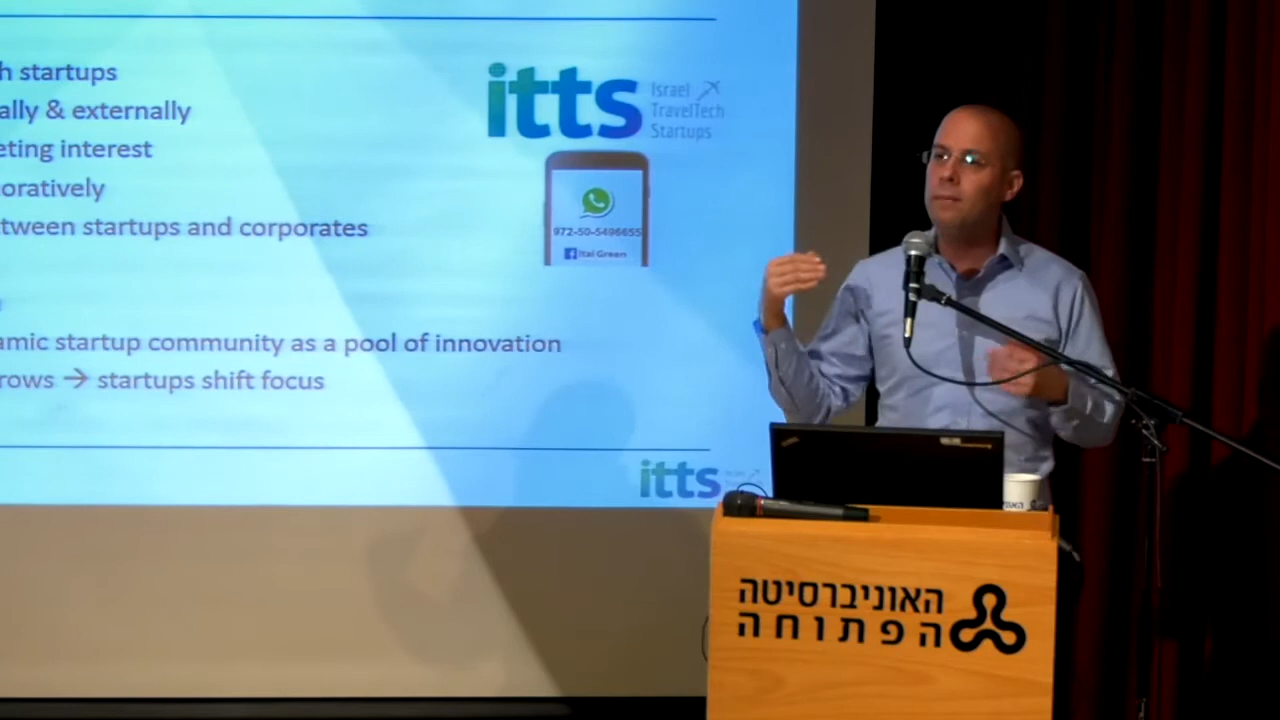 h startups
ally & externally
eting interest
oratively
tween startups and corporates
amic startup community as a pool of innovation
rows → startups shift focus
itts
Israel
TravelTech
Startups
972-50-5496655
Ital Green
itts
האוניברסיטה
הפתוחה